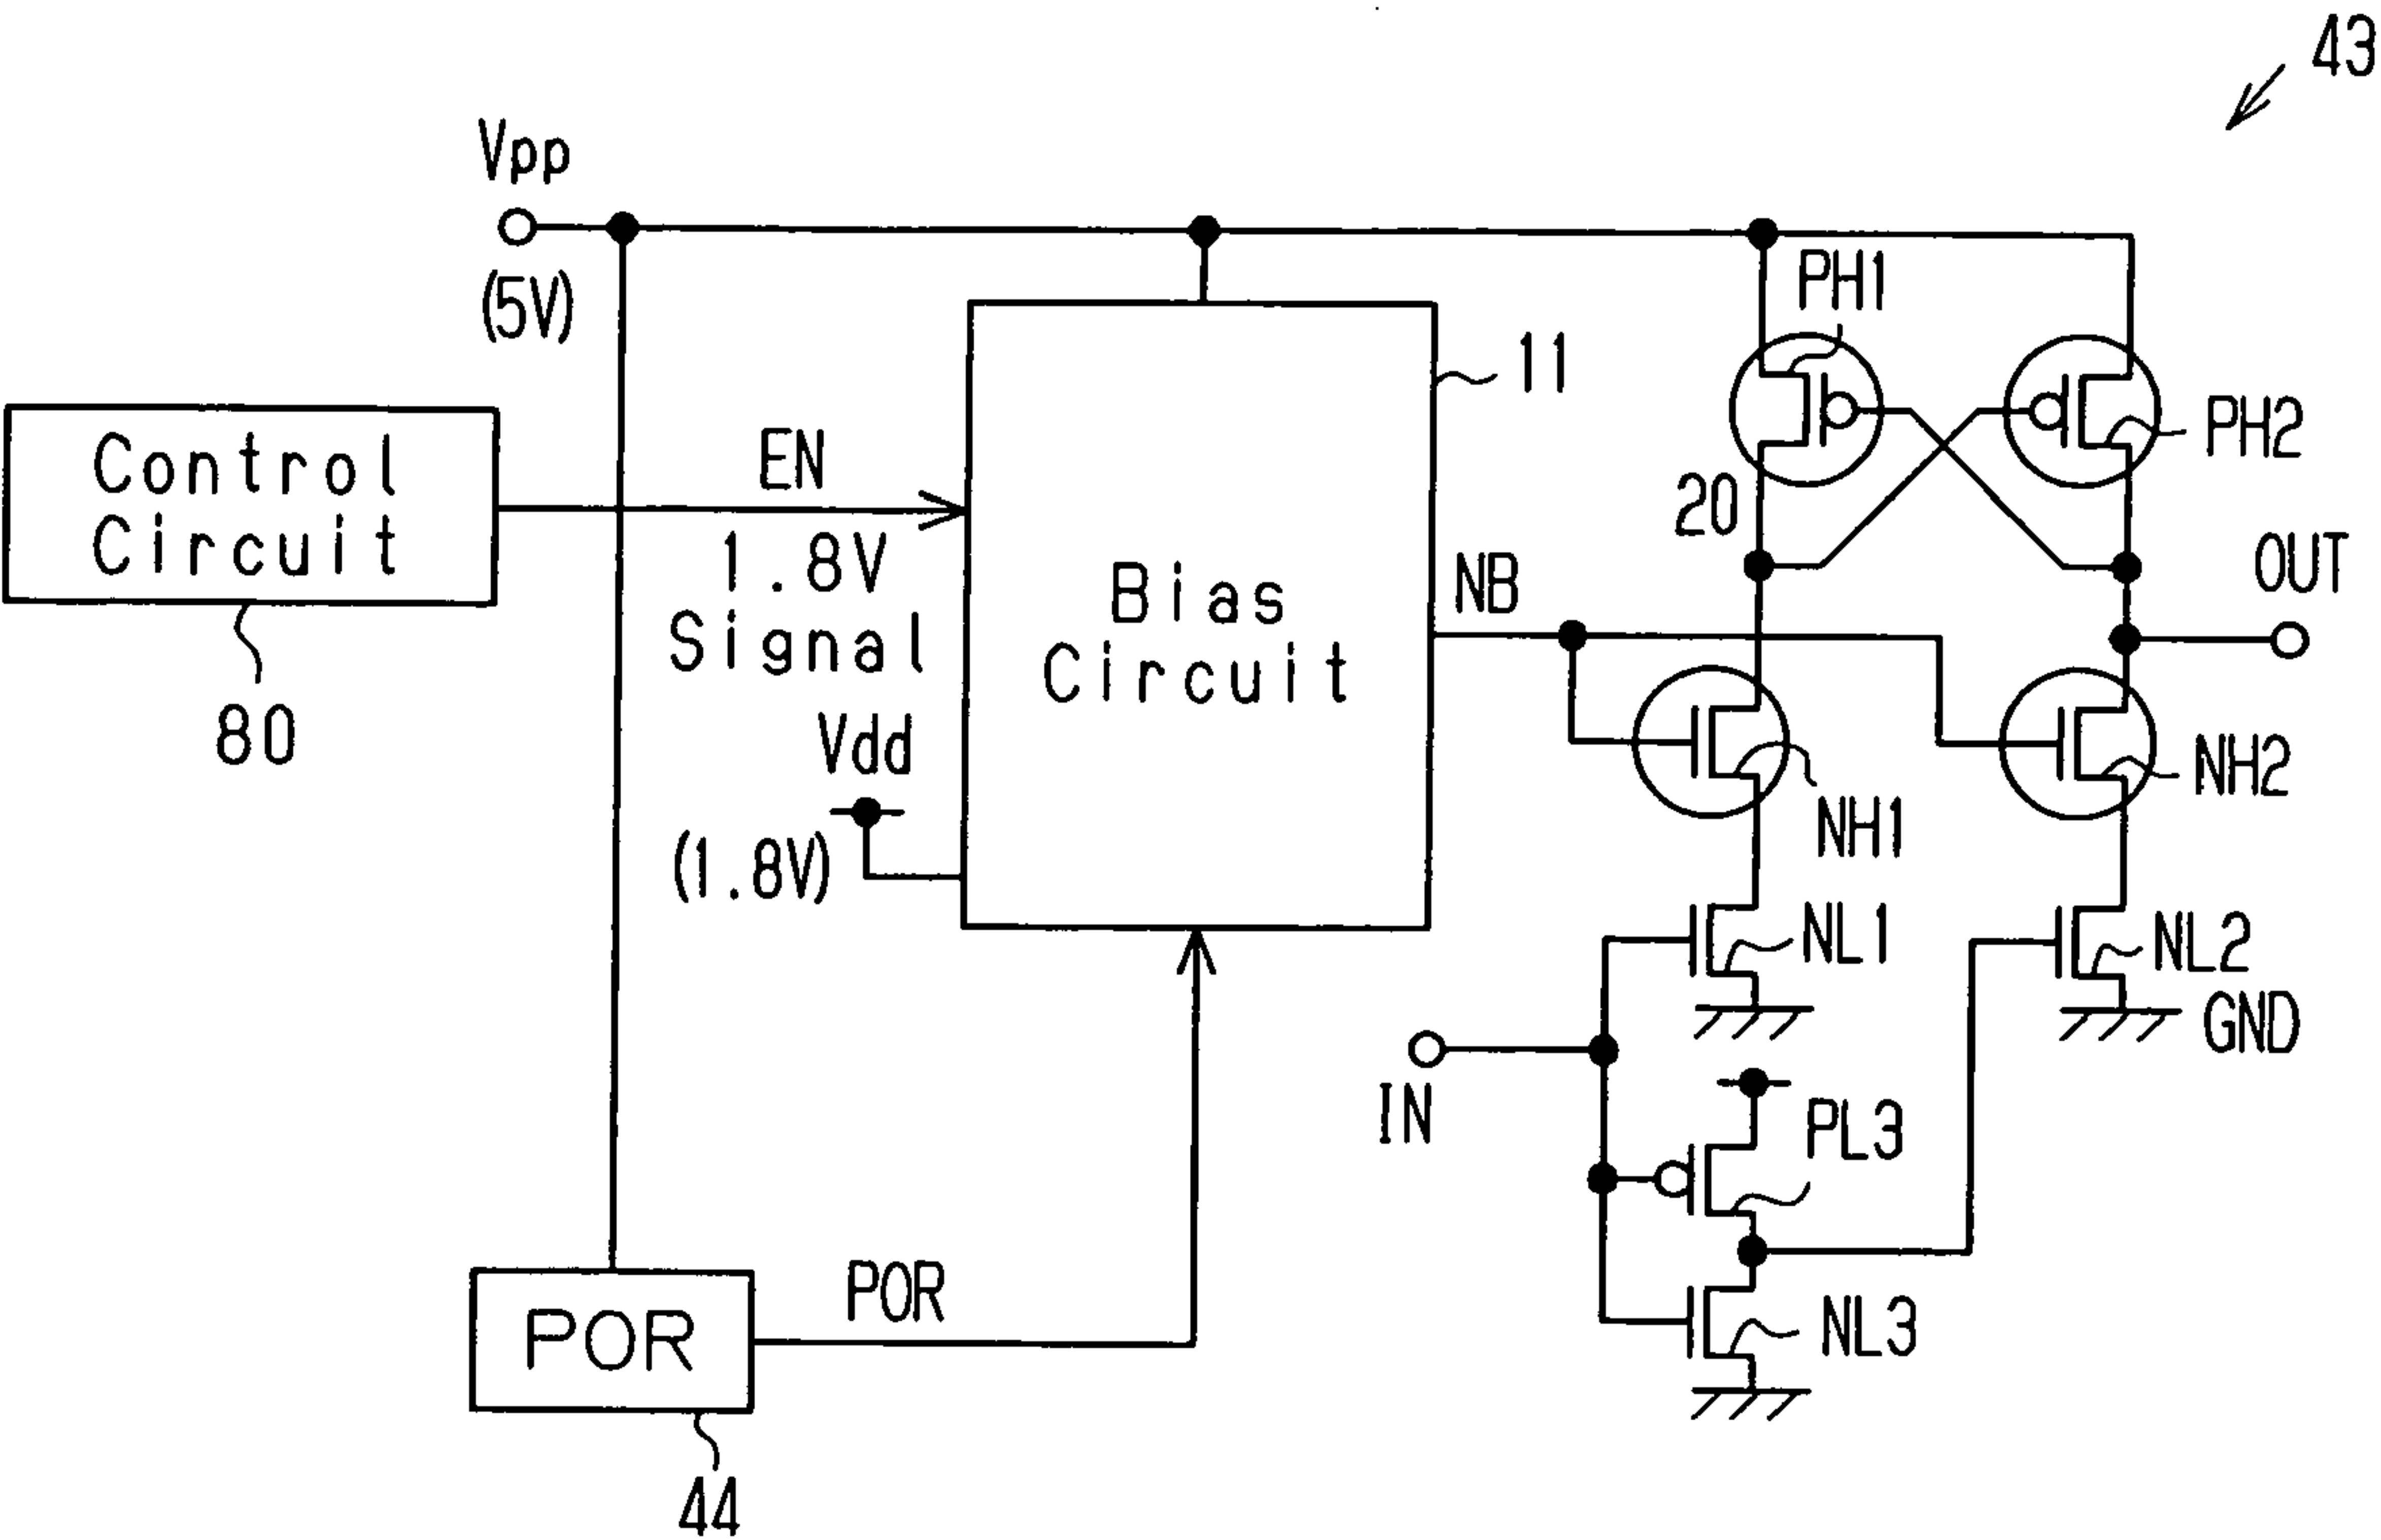 43
Vpp
(5V)
PH1
11
PH2
Control
Circuit
EN
20
1.8V
Signal
NB
OUT
Bias
Circuit
80
Vdd
(1.8V)
NH1
NH2
NL1
NL2
GND
IN
PL3
POR
POR
NL3
44